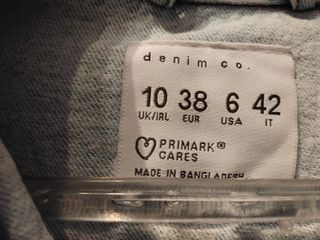 denim co.
10 38 6 42
UK/IRL EUR USA IT
PRIMARK®
CARES
MADE IN BANGLADESH